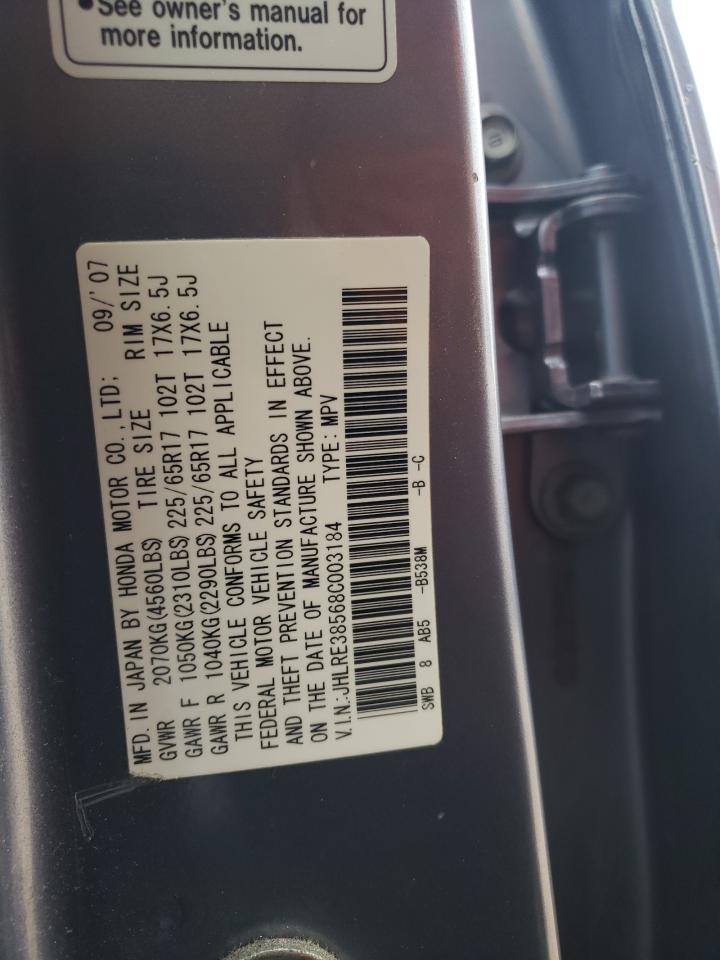 •See owner's manual for
more information.
MFD. IN JAPAN BY HONDA MOTOR CO.,LTD; 09/'07
GVWR 2070KG(4560LBS) TIRE SIZE RIM SIZE
GAWR F 1050KG(2310LBS) 225/65R17 102T 17X6.5J
GAWR R 1040KG(2290LBS) 225/65R17 102T 17X6.5J
THIS VEHICLE CONFORMS TO ALL APPLICABLE
FEDERAL MOTOR VEHICLE SAFETY
AND THEFT PREVENTION STANDARDS IN EFFECT
ON THE DATE OF MANUFACTURE SHOWN ABOVE.
V.I.N.:JHLRE38568C003184 TYPE: MPV
SWB 8 AB5 -B538M -B -C